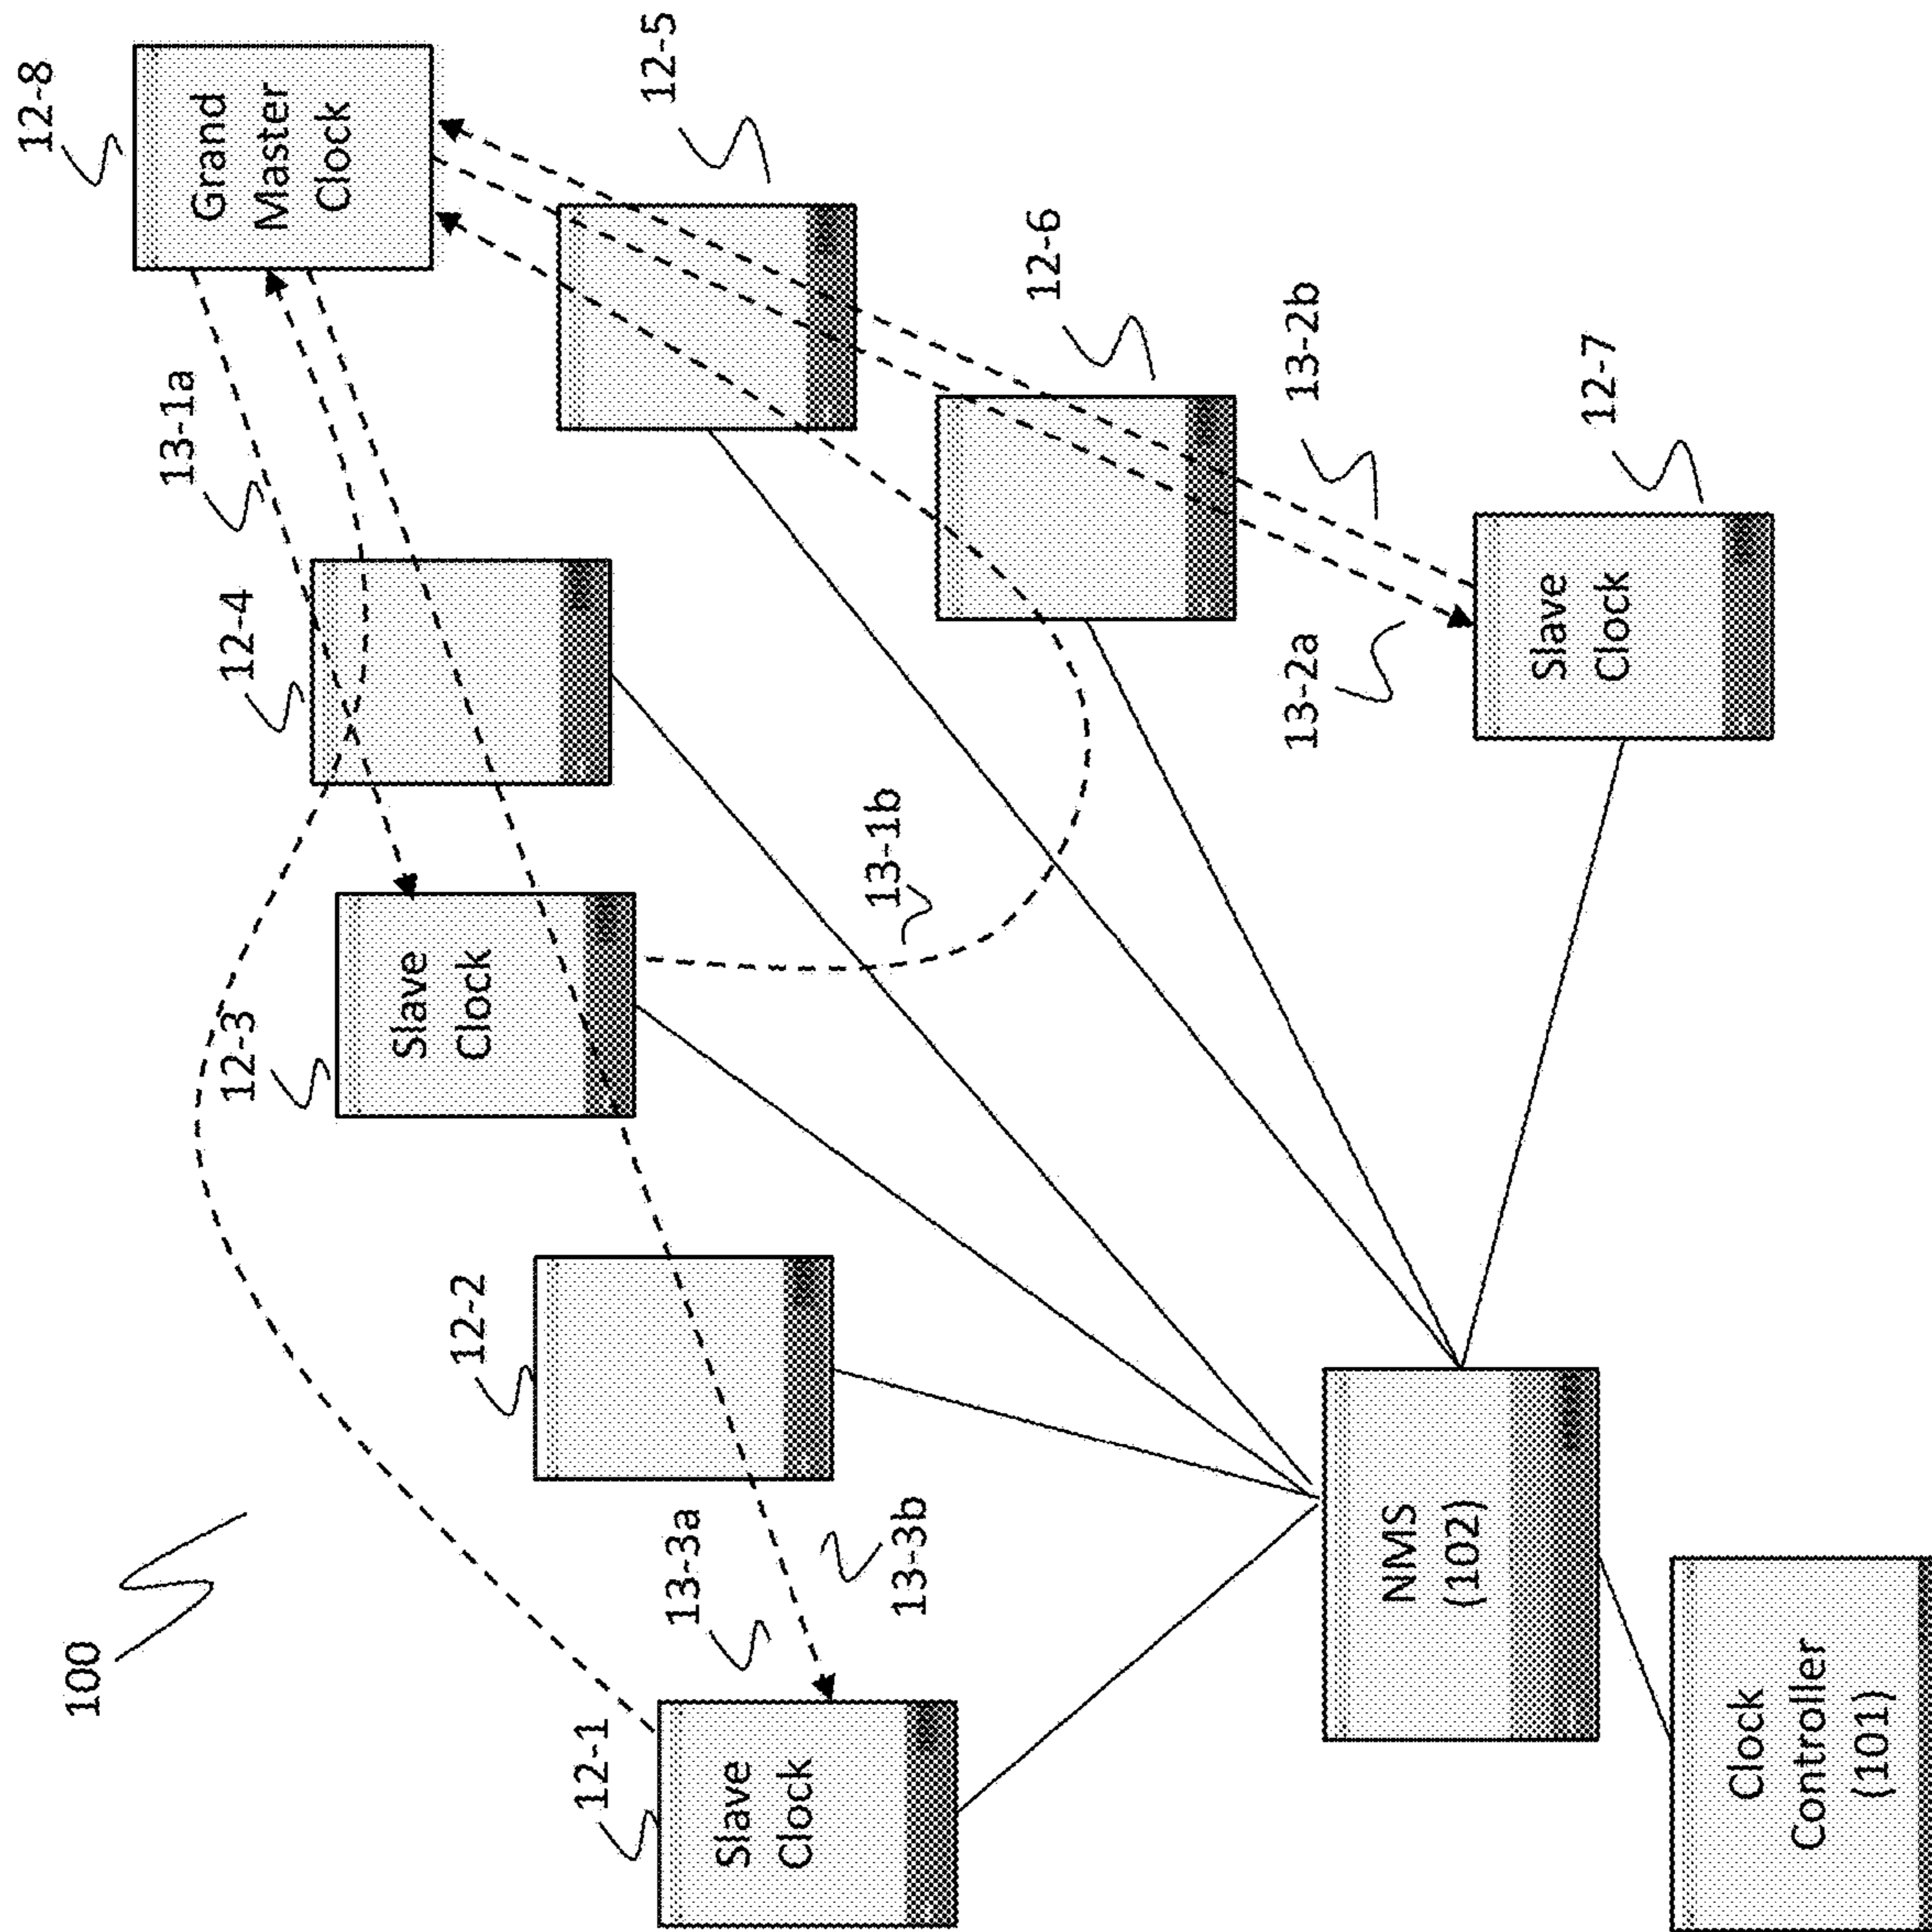 12-8
100
13-1a
Grand
Master
Clock
12-3
12-4
Slave
Clock
12-2
12-1
12-5
13-3a
Slave
Clock
13-1b
13-3b
12-6
13-2a
13-2b
NMS
(102)
Slave
Clock
12-7
Clock
Controller
(101)